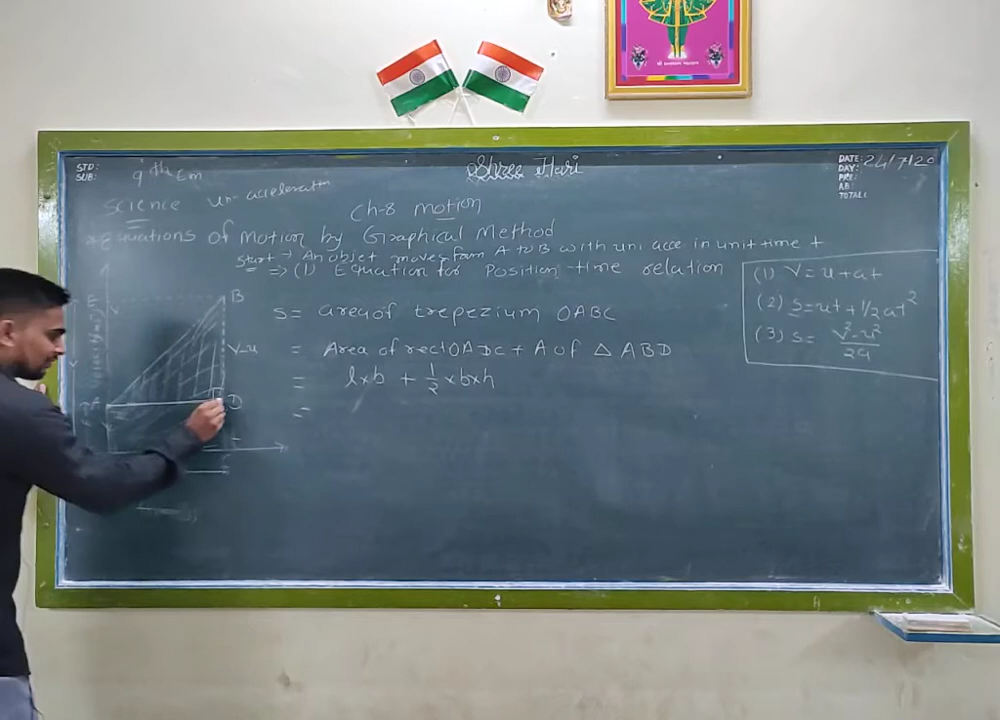 STD: 9th Em
SUB: Science
Un- acceleratn
Shree Hari
DATE: 24/7/20
DAY:
PRE:
AB:
TOTAL:
Ch-8 motion
* Equations of Motion by Graphical Method
start → An objet moves from A to B with uni acce in unit time t
= ⇒ (1) Equation for Position-time relation
S = area of trepezium OABC
= Area of rect OADC + A of △ ABD
= l×b + 1/2 ×b×h
=
(1) V = u + at
(2) S = ut + 1/2 at²
(3) S = V²-u²/2a
B
V-u
D
t
C